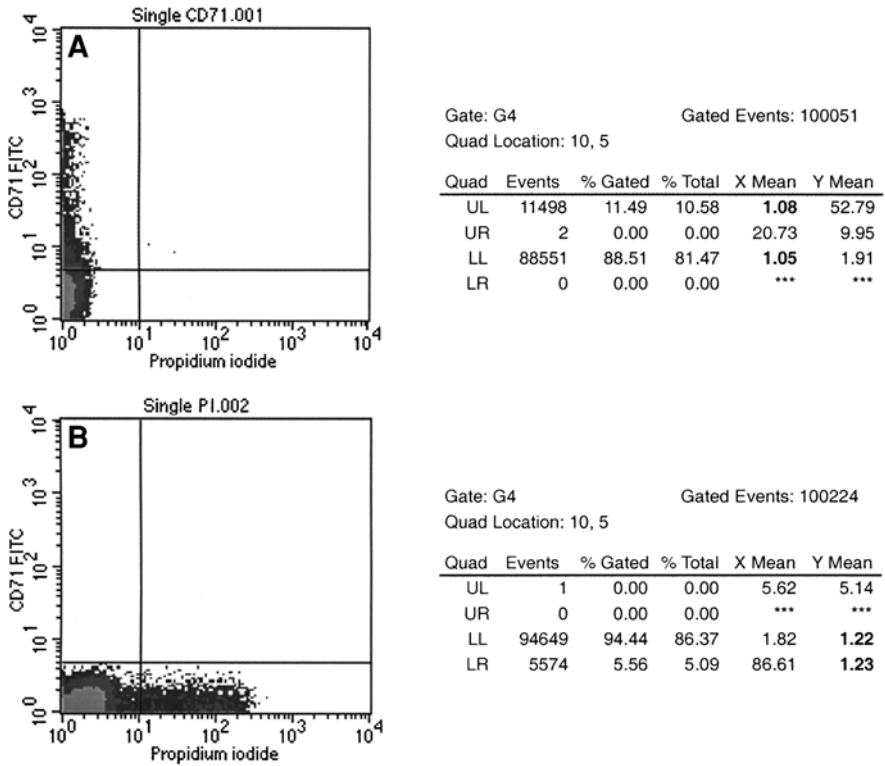 Single CD71.001
A
10^4
10^3
10^2
10^1
10^0
CD71 FITC
10^0 10^1 10^2 10^3 10^4
Propidium iodide
Gate: G4 Gated Events: 100051
Quad Location: 10, 5
Quad Events % Gated % Total X Mean Y Mean
UL 11498 11.49 10.58 1.08 52.79
UR 2 0.00 0.00 20.73 9.95
LL 88551 88.51 81.47 1.05 1.91
LR 0 0.00 0.00 *** ***
Single PI.002
B
10^4
10^3
10^2
10^1
10^0
CD71 FITC
10^0 10^1 10^2 10^3 10^4
Propidium iodide
Gate: G4 Gated Events: 100224
Quad Location: 10, 5
Quad Events % Gated % Total X Mean Y Mean
UL 1 0.00 0.00 5.62 5.14
UR 0 0.00 0.00 *** ***
LL 94649 94.44 86.37 1.82 1.22
LR 5574 5.56 5.09 86.61 1.23